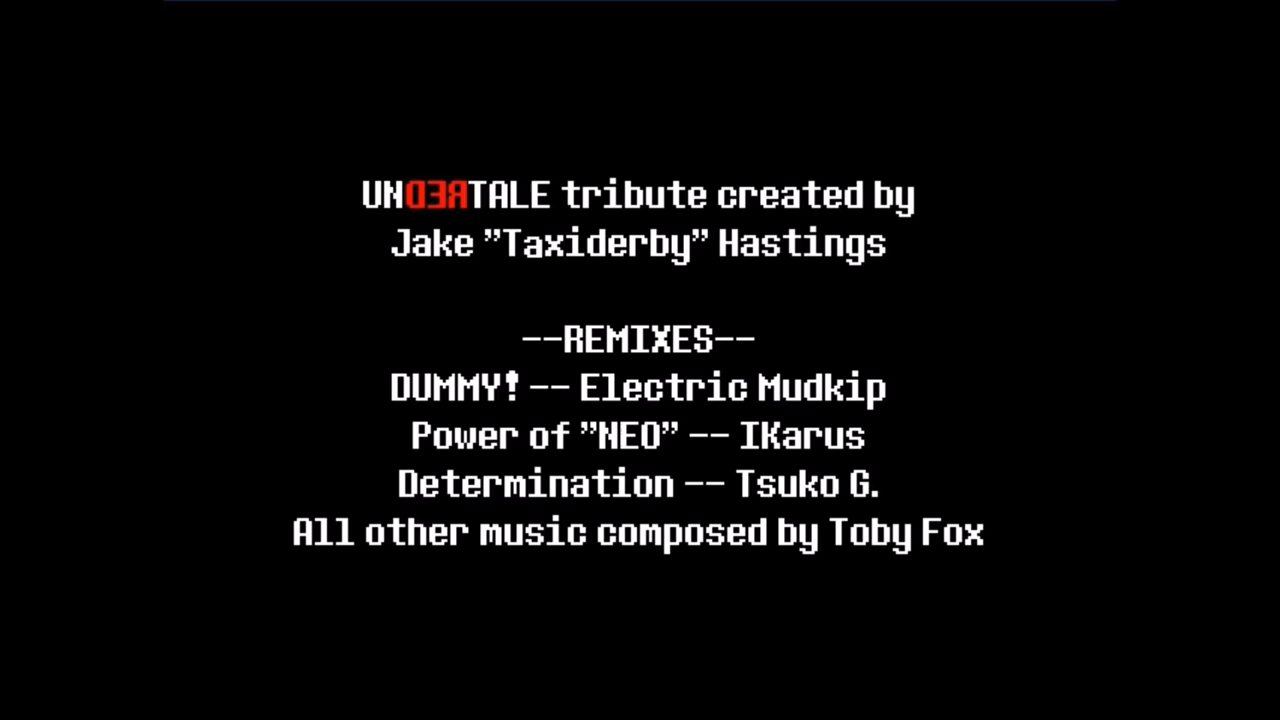 UNDERTALE tribute created by
Jake "Taxiderby" Hastings
--REMIXES--
DUMMY! -- Electric Mudkip
Power of "NEO" -- IKarus
Determination -- Tsuko G.
All other music composed by Toby Fox